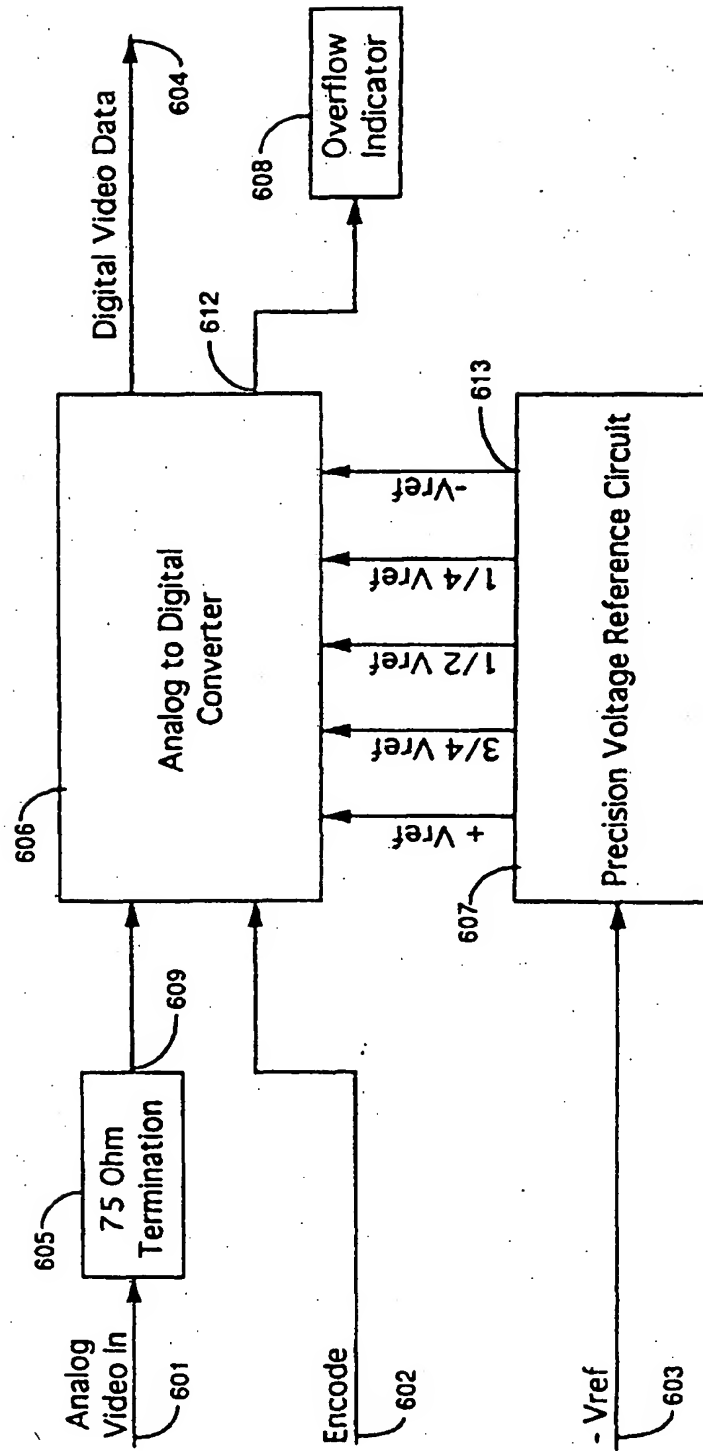 Analog
Video In
601
605
75 Ohm
Termination
609
Encode
602
606
Analog to Digital
Converter
Digital Video Data
604
612
608
Overflow
Indicator
+ Vref
3/4 Vref
1/2 Vref
1/4 Vref
-Vref
613
607
Precision Voltage Reference Circuit
- Vref
603